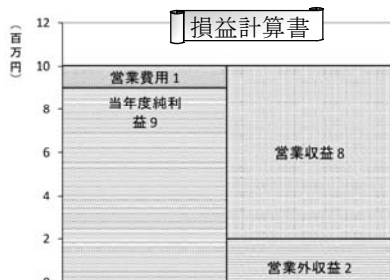 損益計算書
(百万円)
12
10
8
6
4
2
0
営業費用 1
当年度純利
益 9
営業収益 8
営業外収益 2